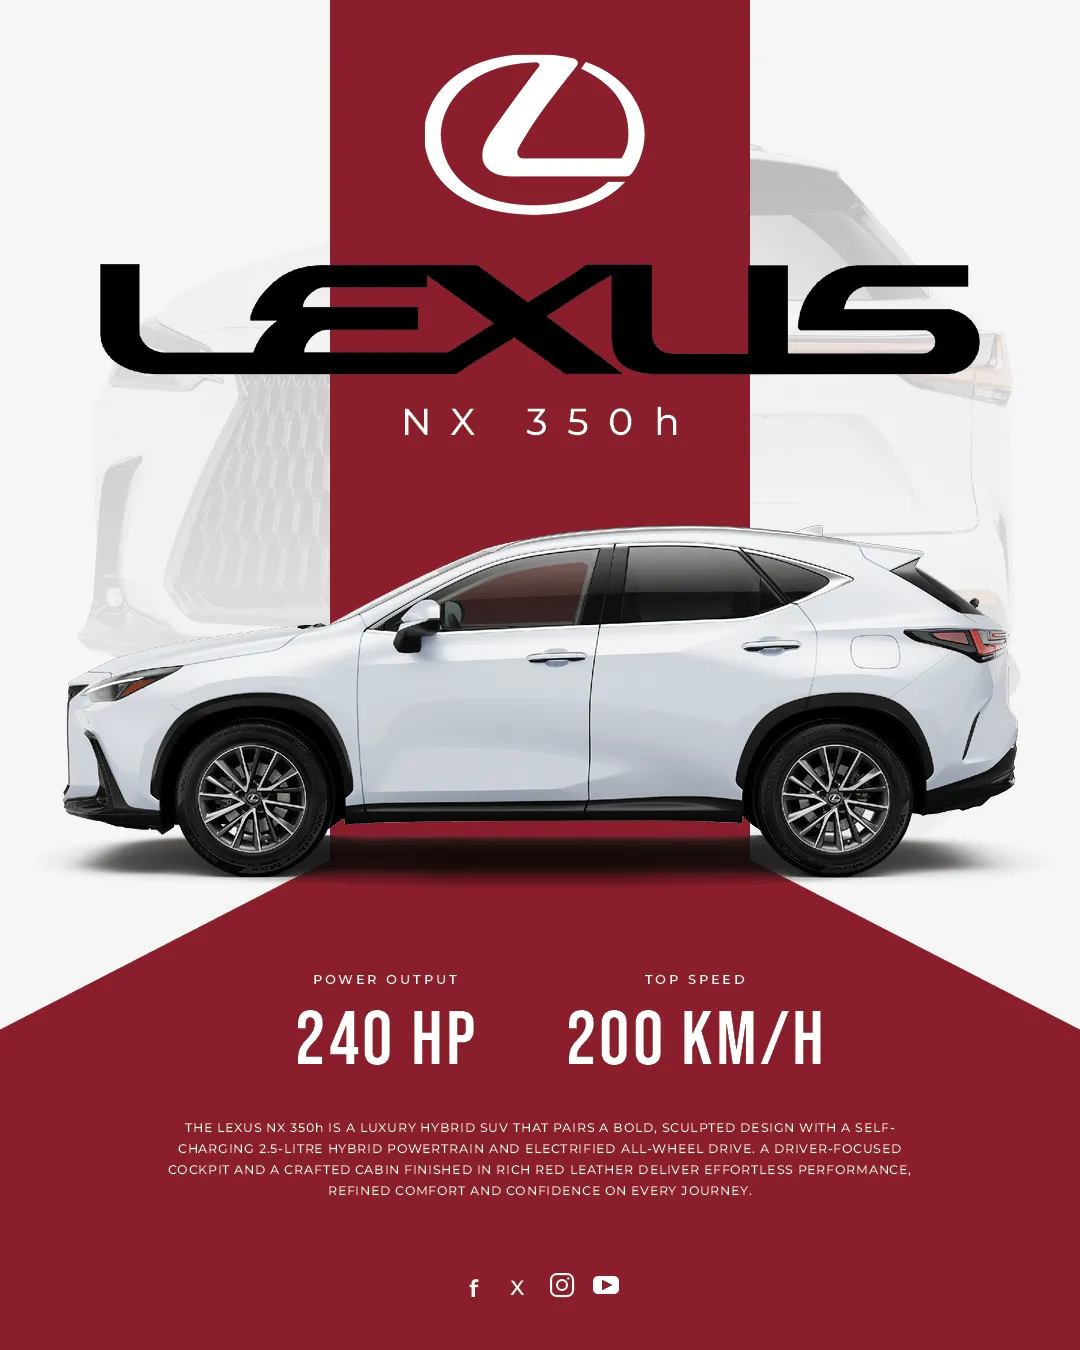 LEXUS
NX 350h
POWER OUTPUT
240 HP
TOP SPEED
200 KM/H
THE LEXUS NX 350h IS A LUXURY HYBRID SUV THAT PAIRS A BOLD, SCULPTED DESIGN WITH A SELF-
CHARGING 2.5-LITRE HYBRID POWERTRAIN AND ELECTRIFIED ALL-WHEEL DRIVE. A DRIVER-FOCUSED
COCKPIT AND A CRAFTED CABIN FINISHED IN RICH RED LEATHER DELIVER EFFORTLESS PERFORMANCE,
REFINED COMFORT AND CONFIDENCE ON EVERY JOURNEY.